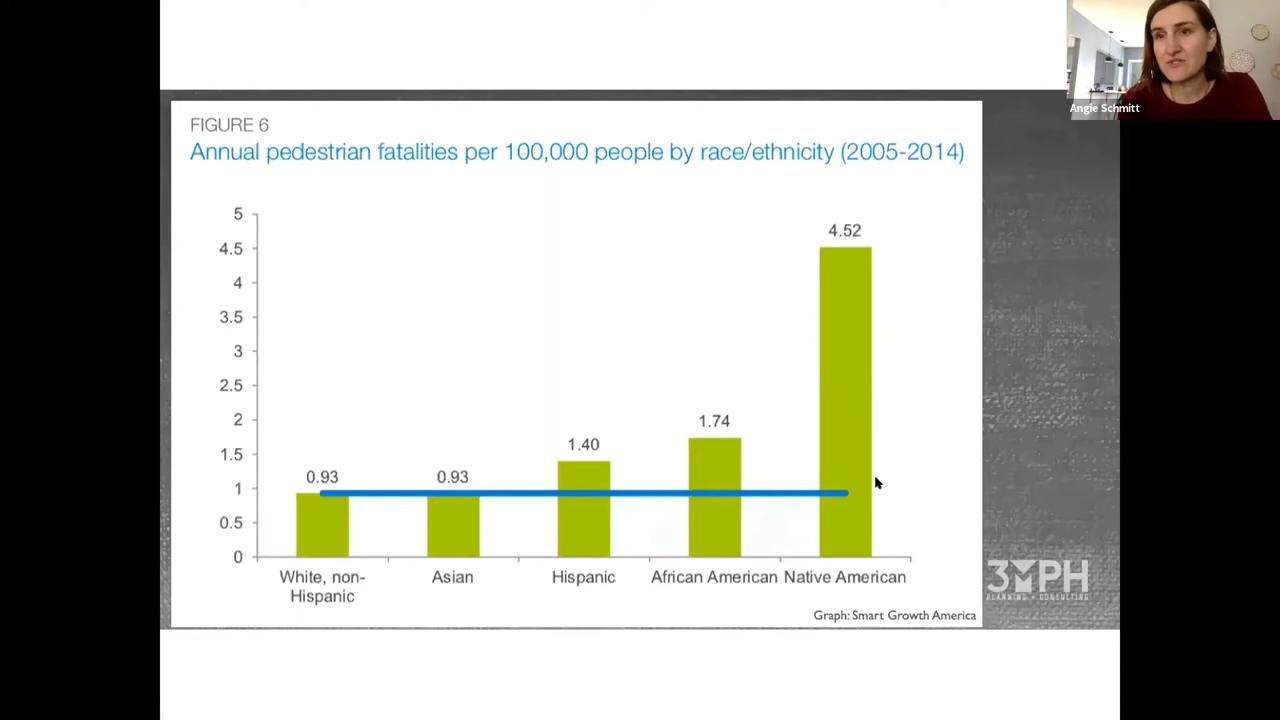 Angie Schmitt
FIGURE 6
Annual pedestrian fatalities per 100,000 people by race/ethnicity (2005-2014)
5
4.5
4
3.5
3
2.5
2
1.5
1
0.5
0
0.93
0.93
1.40
1.74
4.52
White, non-
Hispanic
Asian
Hispanic
African American
Native American
Graph: Smart Growth America
3MPH
PLANNING + CONSULTING